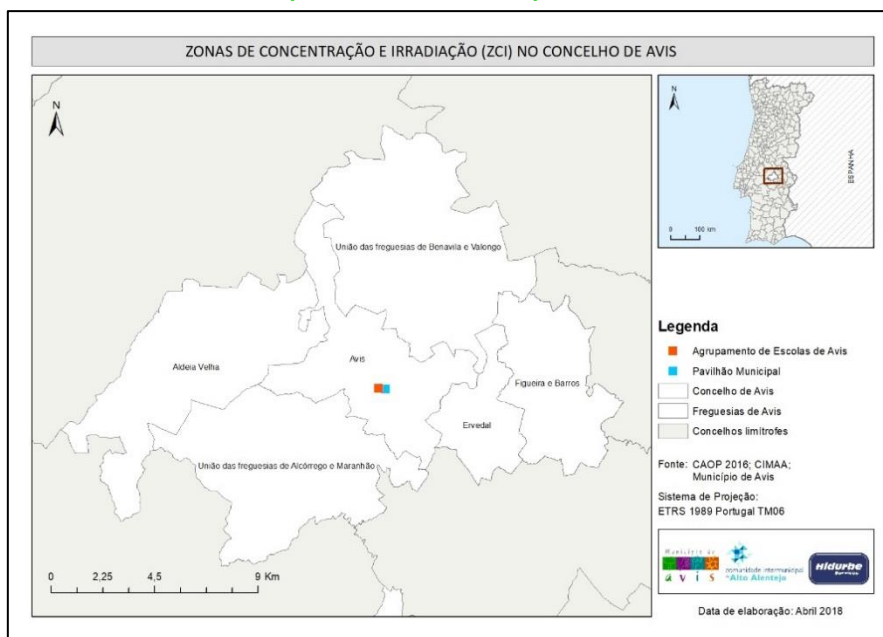 ZONAS DE CONCENTRAÇÃO E IRRADIAÇÃO (ZCI) NO CONCELHO DE AVIS
N
União das freguesias de Benavila e Valongo
Aldeia Velha
Avis
Figueira e Barros
Ervedal
União das freguesias de Alcôrrego e Maranhão
0 2,25 4,5 9 Km
N
ESPANHA
0 100 km
Legenda
Agrupamento de Escolas de Avis
Pavilhão Municipal
Concelho de Avis
Freguesias de Avis
Concelhos limítrofes
Fonte: CAOP 2016; CIMAA;
Município de Avis
Sistema de Projeção:
ETRS 1989 Portugal TM06
Município de
avis
comunidade intermunicipal
do Alto Alentejo
Hidurbe
Serviços
Data de elaboração: Abril 2018